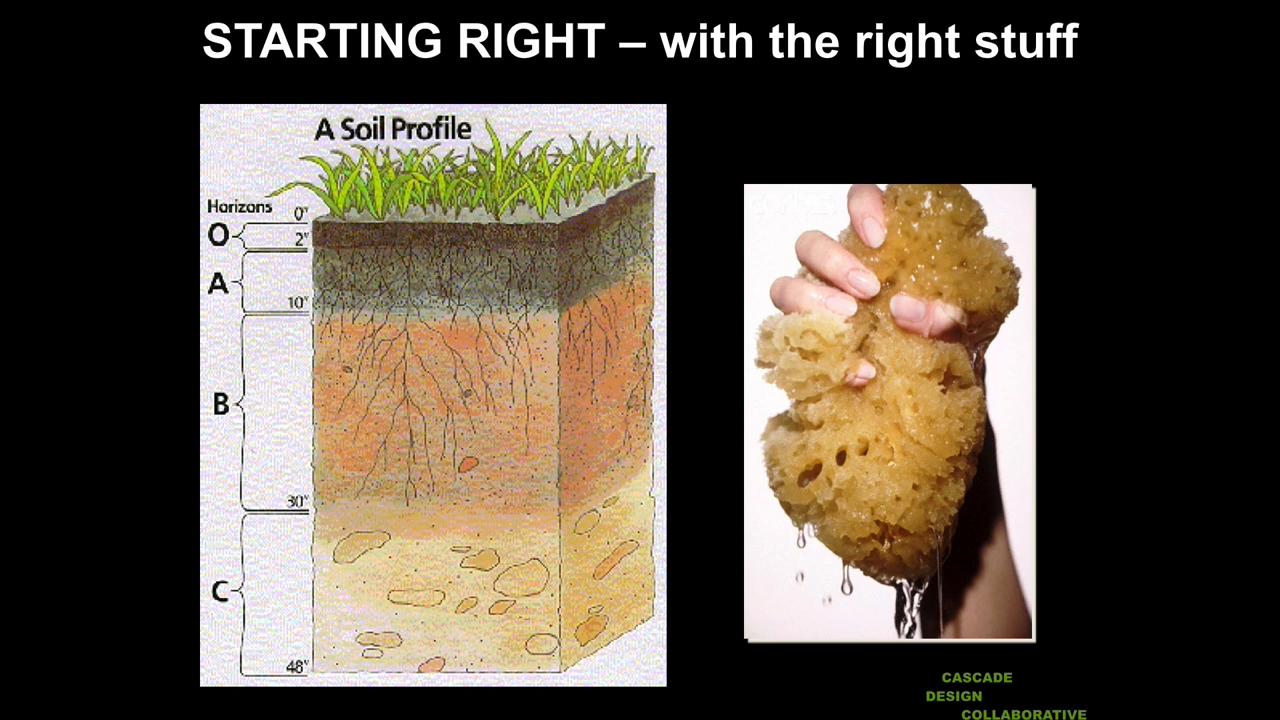 STARTING RIGHT – with the right stuff
A Soil Profile
Horizons
0"
O
2"
A
10"
B
30"
C
48"
CASCADE
DESIGN
COLLABORATIVE